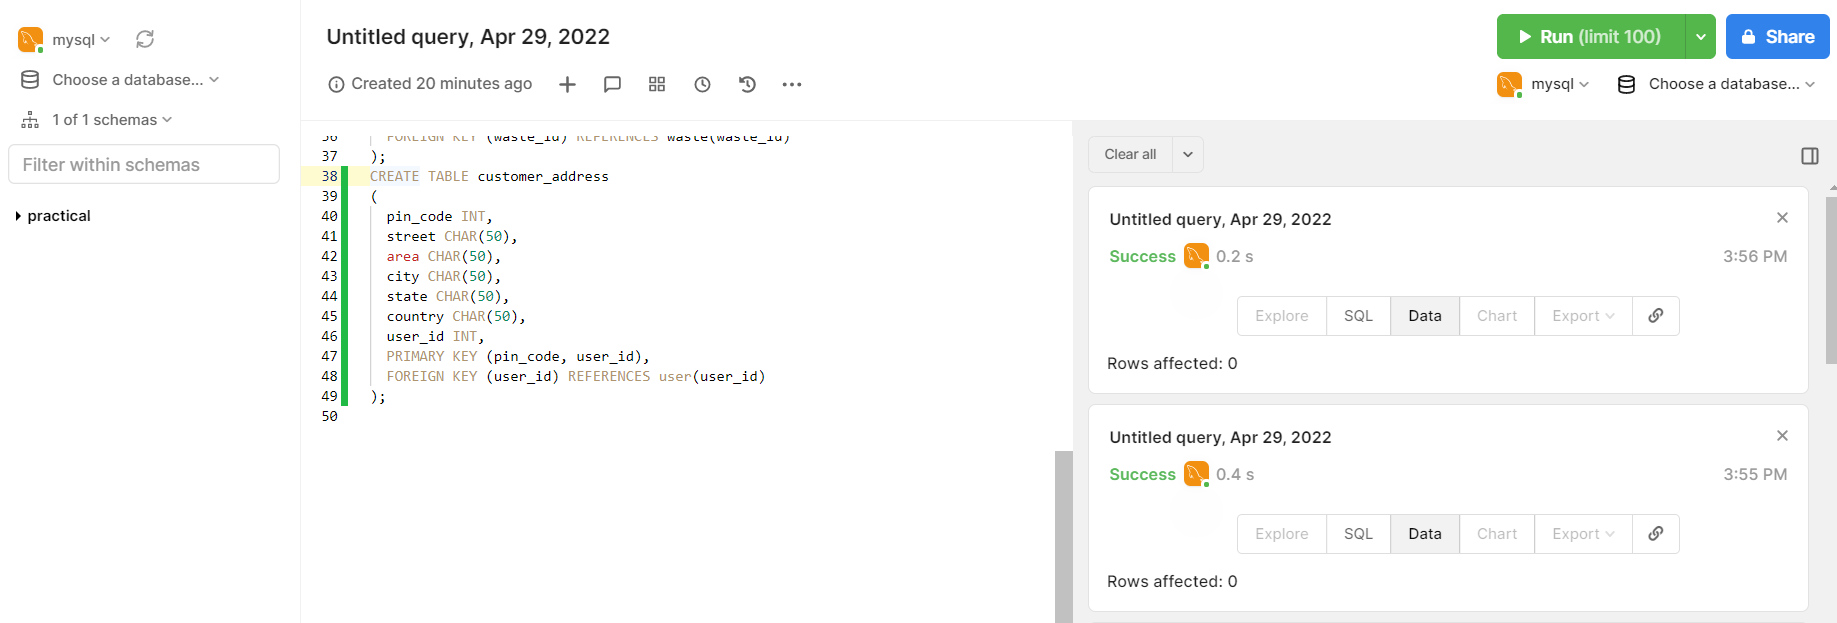 mysql
Choose a database...
1 of 1 schemas
Filter within schemas
practical
Untitled query, Apr 29, 2022
Created 20 minutes ago
Run (limit 100)
Share
mysql
Choose a database...
36 FOREIGN KEY (waste_id) REFERENCES waste(waste_id)
37 );
38 CREATE TABLE customer_address
39 (
40 pin_code INT,
41 street CHAR(50),
42 area CHAR(50),
43 city CHAR(50),
44 state CHAR(50),
45 country CHAR(50),
46 user_id INT,
47 PRIMARY KEY (pin_code, user_id),
48 FOREIGN KEY (user_id) REFERENCES user(user_id)
49 );
50
Clear all
Untitled query, Apr 29, 2022
Success 0.2 s 3:56 PM
Explore SQL Data Chart Export
Rows affected: 0
Untitled query, Apr 29, 2022
Success 0.4 s 3:55 PM
Explore SQL Data Chart Export
Rows affected: 0